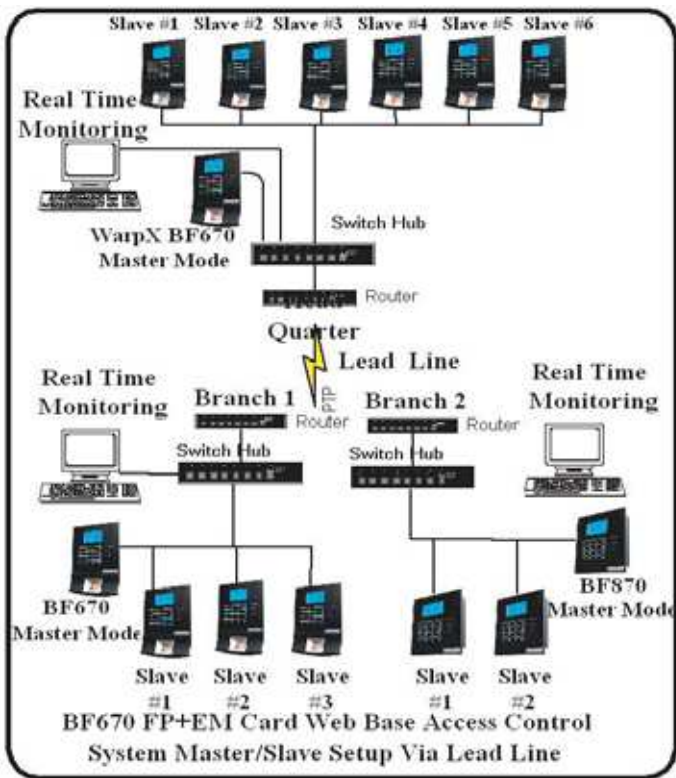 Slave #1 Slave #2 Slave #3 Slave #4 Slave #5 Slave #6
Real Time
Monitoring
WarpX BF670
Master Mode
Switch Hub
Router
Head
Quarter
Lead Line
PTP
Real Time
Monitoring
Branch 1
Router
Switch Hub
Branch 2
Router
Switch Hub
Real Time
Monitoring
BF670
Master Mode
BF870
Master Mode
Slave
#1
Slave
#2
Slave
#3
Slave
#1
Slave
#2
BF670 FP+EM Card Web Base Access Control
System Master/Slave Setup Via Lead Line